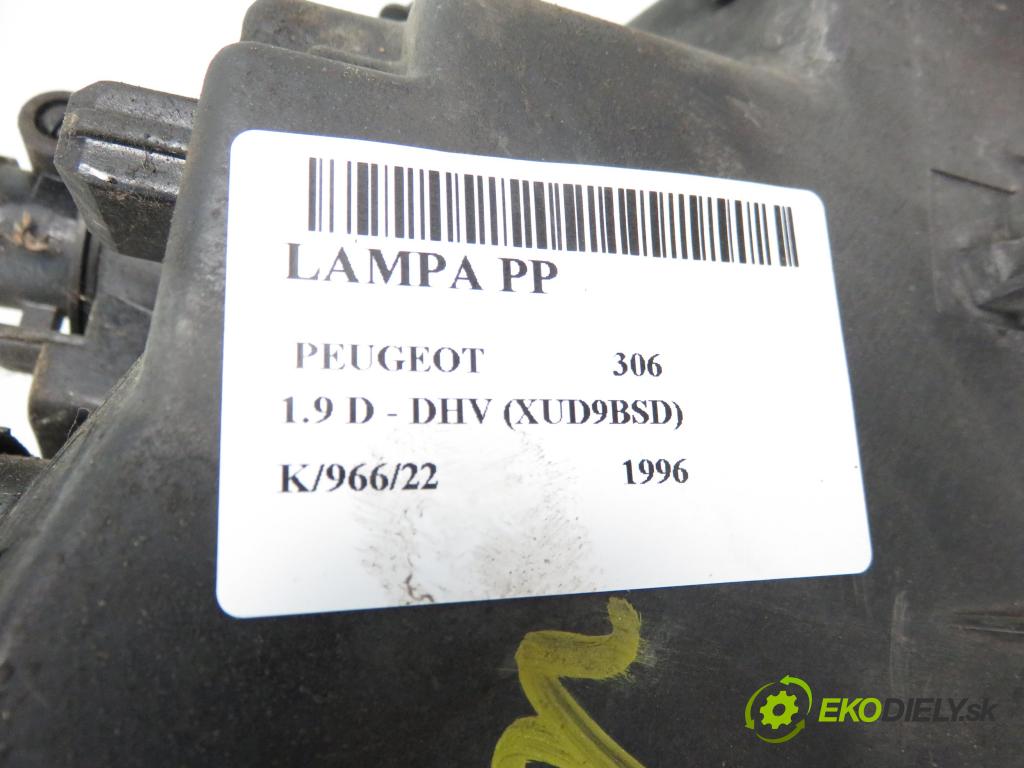 LAMPA PP
PEUGEOT 306
1.9 D - DHV (XUD9BSD)
K/966/22 1996
EKODIELY.sk